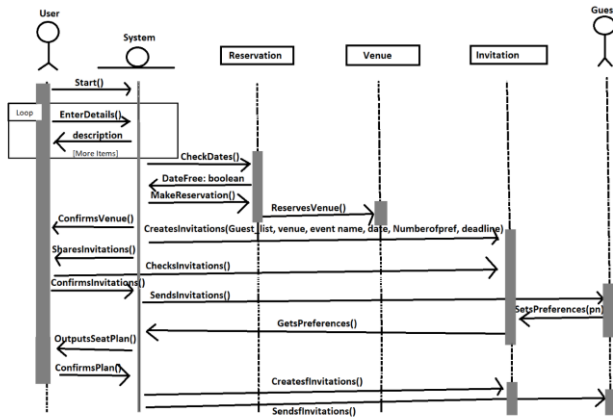 User
System
Reservation
Venue
Invitation
Gues
Start()
Loop
EnterDetails()
description
[More Items]
CheckDates()
DateFree: boolean
MakeReservation()
ReservesVenue()
ConfirmsVenue()
CreatesInvitations(Guest_list, venue, event name, date, Numberofpref, deadline)
SharesInvitations()
ChecksInvitations()
ConfirmsInvitations()
SendsInvitations()
SetsPreferences(pn)
GetsPreferences()
OutputsSeatPlan()
ConfirmsPlan()
CreatesfInvitations()
SendsfInvitations()